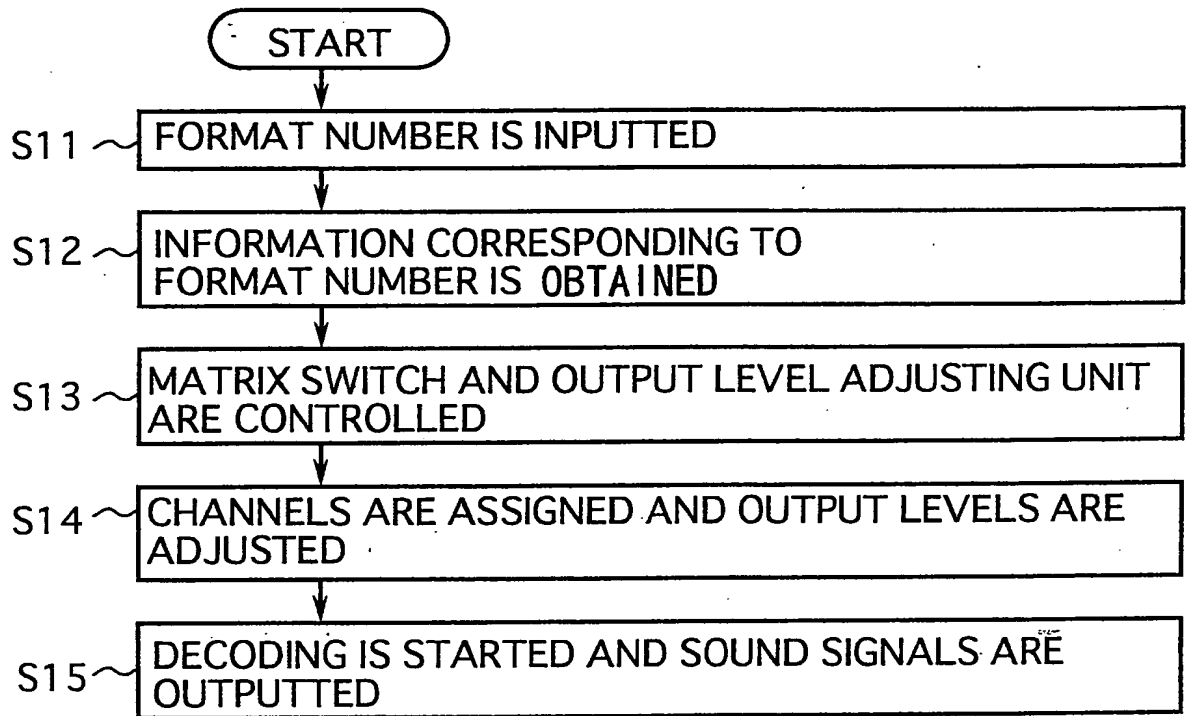 START
S11
FORMAT NUMBER IS INPUTTED
S12
INFORMATION CORRESPONDING TO
FORMAT NUMBER IS OBTAINED
S13
MATRIX SWITCH AND OUTPUT LEVEL ADJUSTING UNIT
ARE CONTROLLED
S14
CHANNELS ARE ASSIGNED AND OUTPUT LEVELS ARE
ADJUSTED
S15
DECODING IS STARTED AND SOUND SIGNALS ARE
OUTPUTTED